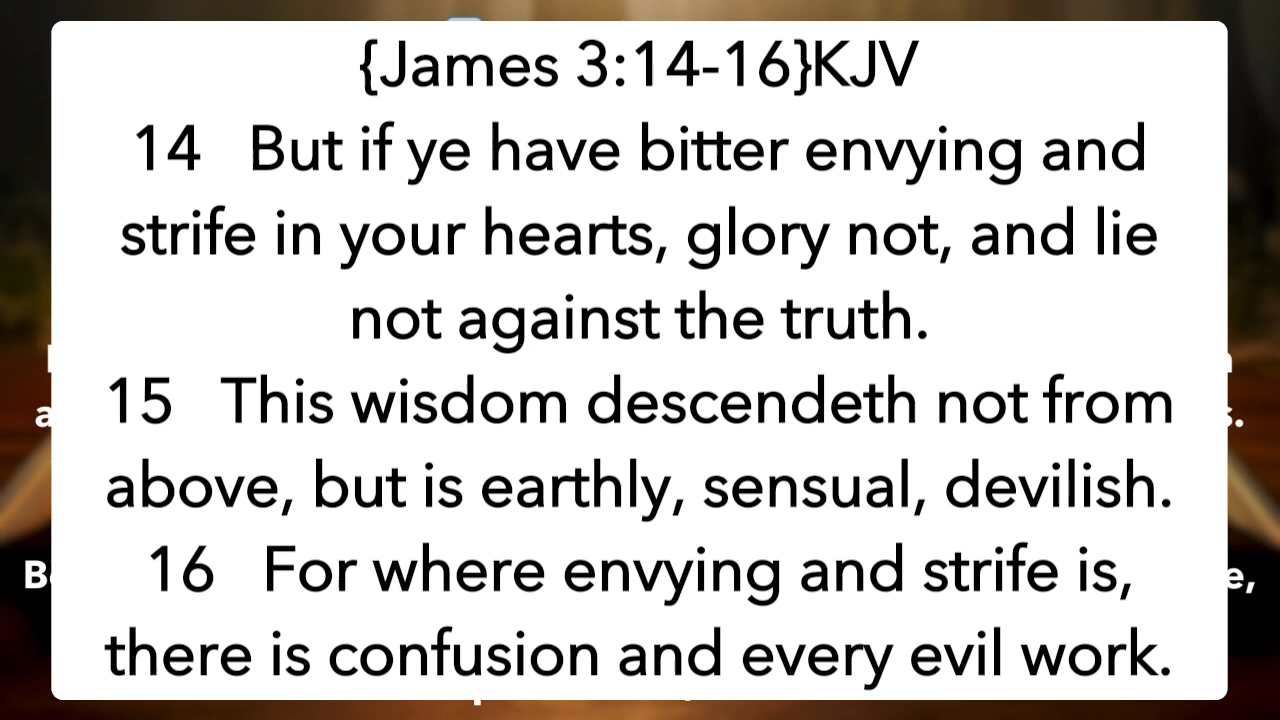 {James 3:14-16}KJV
14 But if ye have bitter envying and
strife in your hearts, glory not, and lie
not against the truth.
15 This wisdom descendeth not from
above, but is earthly, sensual, devilish.
16 For where envying and strife is,
there is confusion and every evil work.